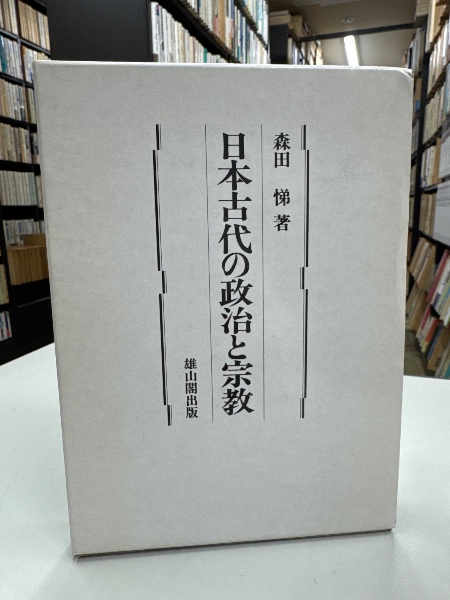 森田 悌 著
日本古代の政治と宗教
雄山閣出版